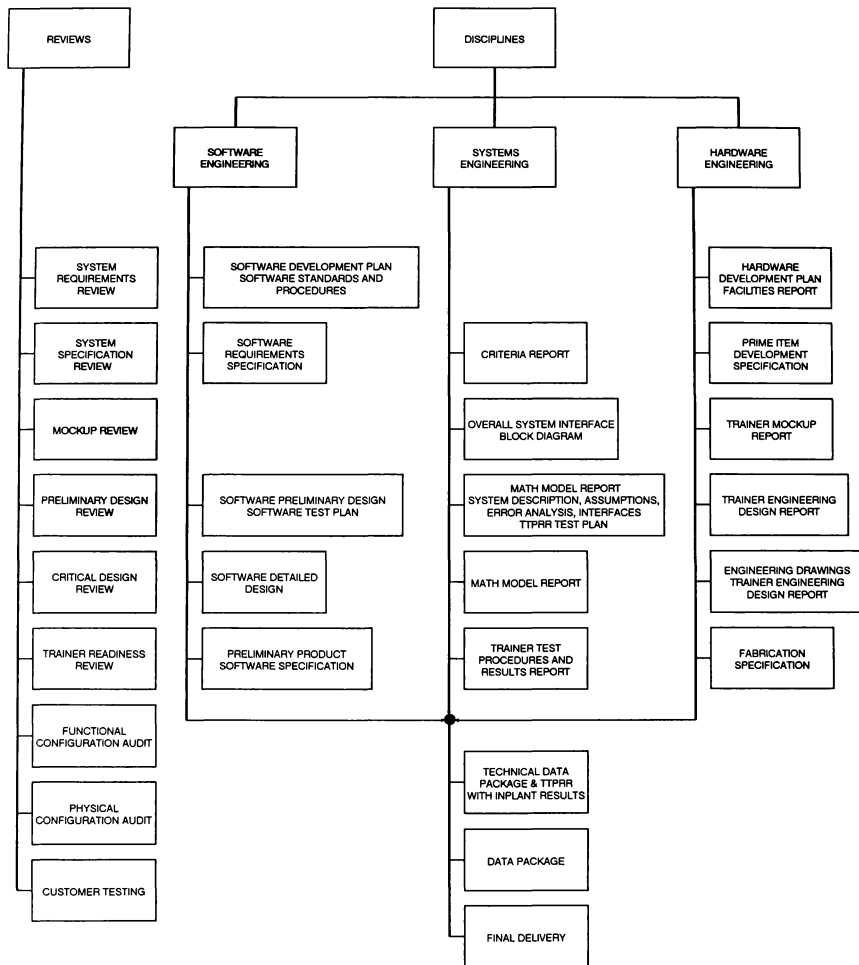 REVIEWS
DISCIPLINES
SOFTWARE
ENGINEERING
SYSTEMS
ENGINEERING
HARDWARE
ENGINEERING
SYSTEM
REQUIREMENTS
REVIEW
SOFTWARE DEVELOPMENT PLAN
SOFTWARE STANDARDS AND
PROCEDURES
HARDWARE
DEVELOPMENT PLAN
FACILITIES REPORT
SYSTEM
SPECIFICATION
REVIEW
SOFTWARE
REQUIREMENTS
SPECIFICATION
CRITERIA REPORT
PRIME ITEM
DEVELOPMENT
SPECIFICATION
MOCKUP REVIEW
OVERALL SYSTEM INTERFACE
BLOCK DIAGRAM
TRAINER MOCKUP
REPORT
PRELIMINARY DESIGN
REVIEW
SOFTWARE PRELIMINARY DESIGN
SOFTWARE TEST PLAN
MATH MODEL REPORT
SYSTEM DESCRIPTION, ASSUMPTIONS,
ERROR ANALYSIS, INTERFACES
TTPRR TEST PLAN
TRAINER ENGINEERING
DESIGN REPORT
CRITICAL DESIGN
REVIEW
SOFTWARE DETAILED
DESIGN
MATH MODEL REPORT
ENGINEERING DRAWINGS
TRAINER ENGINEERING
DESIGN REPORT
TRAINER READINESS
REVIEW
PRELIMINARY PRODUCT
SOFTWARE SPECIFICATION
TRAINER TEST
PROCEDURES AND
RESULTS REPORT
FABRICATION
SPECIFICATION
FUNCTIONAL
CONFIGURATION AUDIT
TECHNICAL DATA
PACKAGE & TTPRR
WITH INPLANT RESULTS
PHYSICAL
CONFIGURATION AUDIT
DATA PACKAGE
CUSTOMER TESTING
FINAL DELIVERY